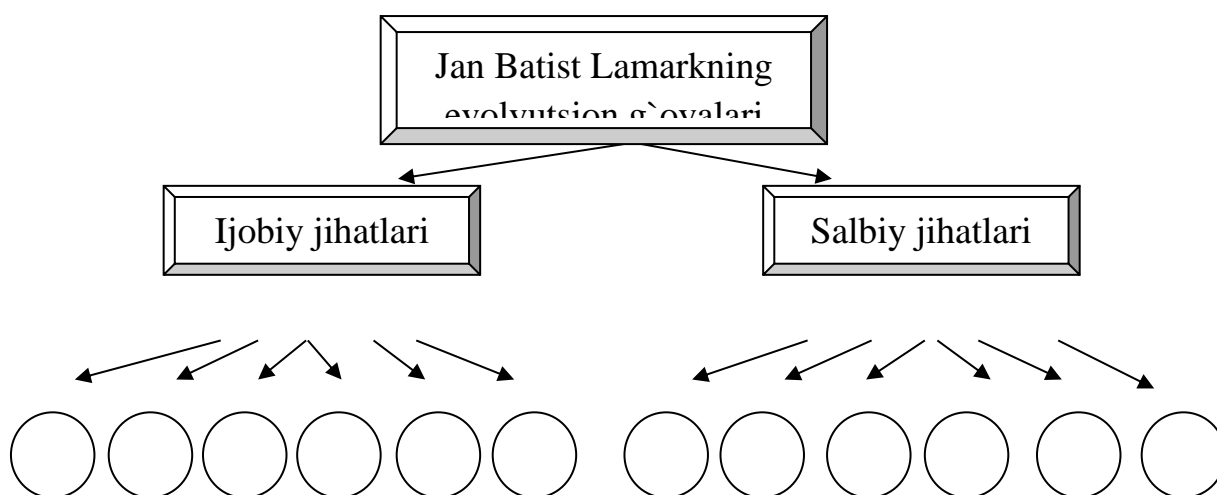 Jan Batist Lamarkning
evolyutsion g`oyalari
Ijobiy jihatlari
Salbiy jihatlari